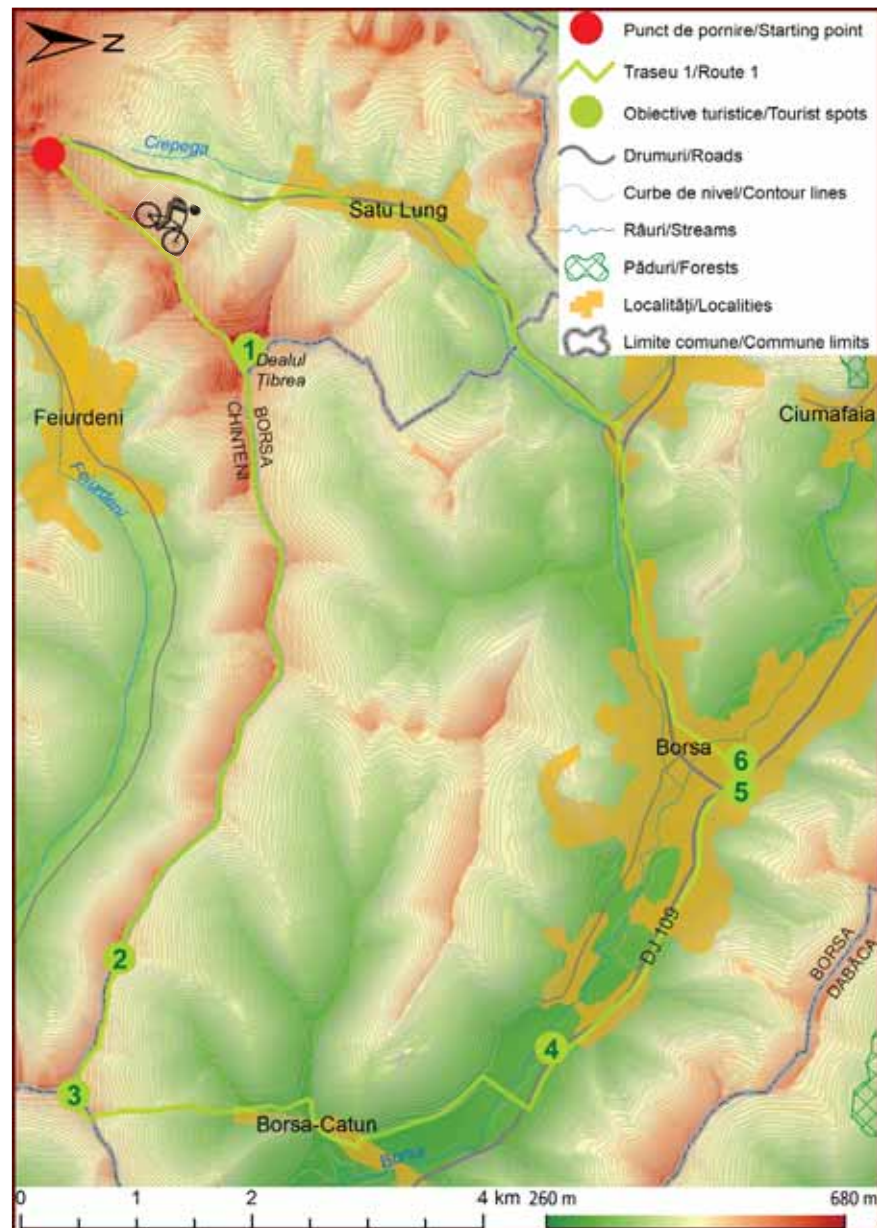 N
Punct de pornire/Starting point
Traseu 1/Route 1
Obiective turistice/Tourist spots
Drumuri/Roads
Curbe de nivel/Contour lines
Râuri/Streams
Păduri/Forests
Localități/Localities
Limite comune/Commune limits
Crepega
Satu Lung
1
Dealul
Țibrea
Feiurdeni
CHINTENI
BORSA
Ciumafaia
Feiurdeni
Borsa
6
5
DJ 109
BORSA
DABÂCA
2
4
3
Borsa-Catun
Borsa
0 1 2 4 km
260 m 680 m